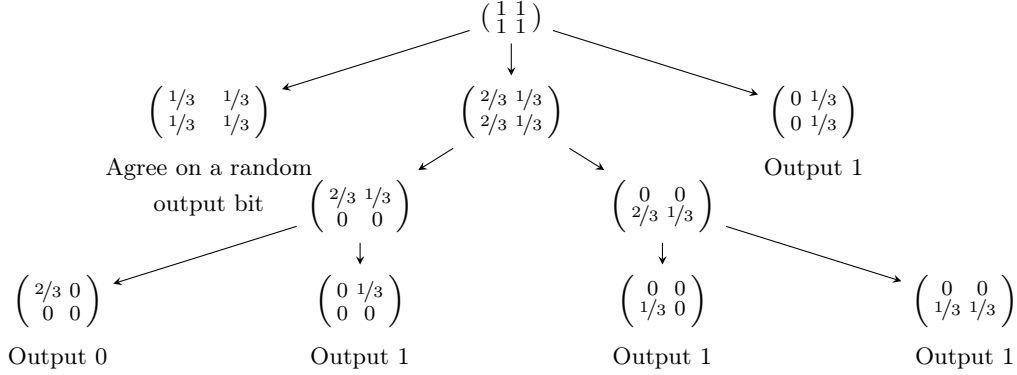 ( 1 1
1 1 )
( 1/3 1/3
1/3 1/3 )
( 2/3 1/3
2/3 1/3 )
( 0 1/3
0 1/3 )
Agree on a random
output bit
Output 1
( 2/3 1/3
0 0 )
( 0 0
2/3 1/3 )
( 2/3 0
0 0 )
( 0 1/3
0 0 )
( 0 0
1/3 0 )
( 0 0
1/3 1/3 )
Output 0
Output 1
Output 1
Output 1